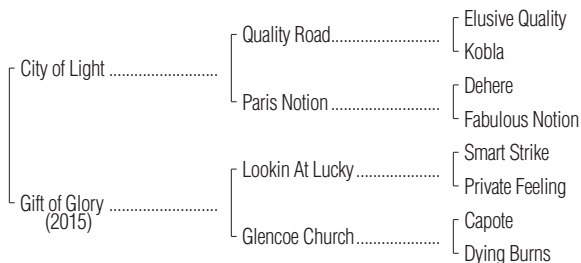 Elusive Quality
Quality Road
Kobla
City of Light
Dehere
Paris Notion
Fabulous Notion
Smart Strike
Lookin At Lucky
Private Feeling
Gift of Glory
(2015)
Capote
Glencoe Church
Dying Burns